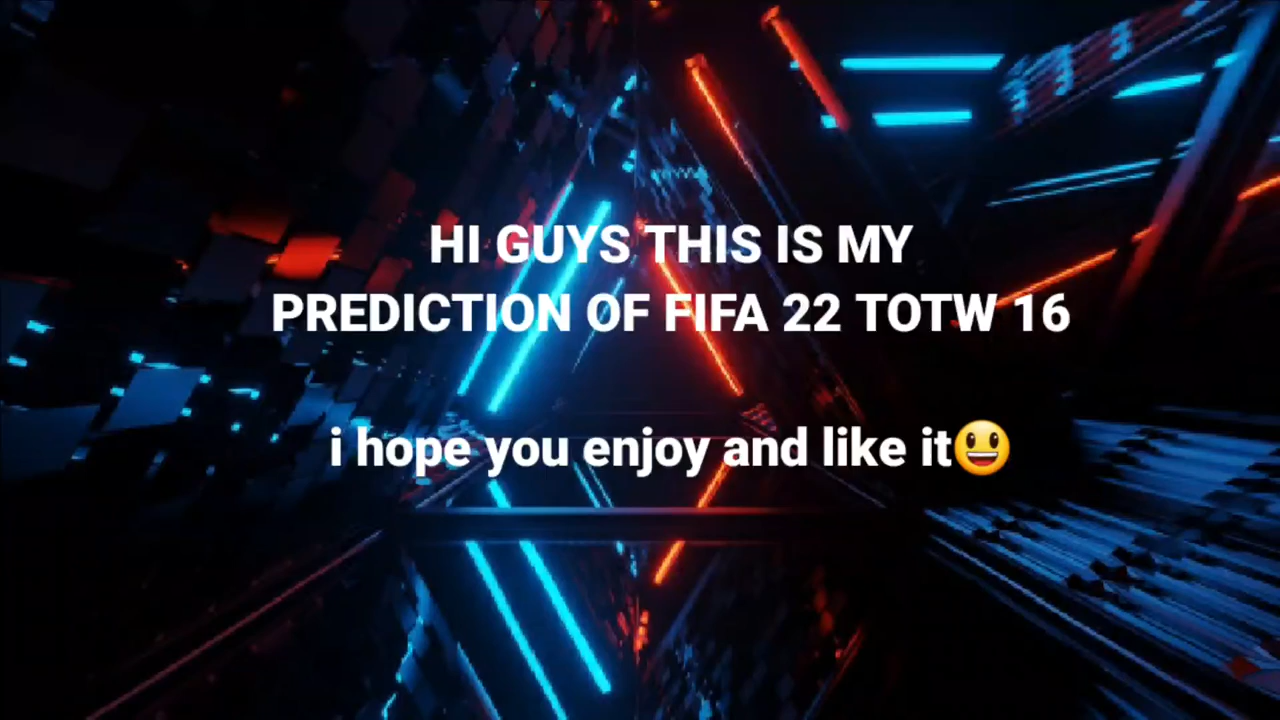 HI GUYS THIS IS MY
PREDICTION OF FIFA 22 TOTW 16
i hope you enjoy and like it😃